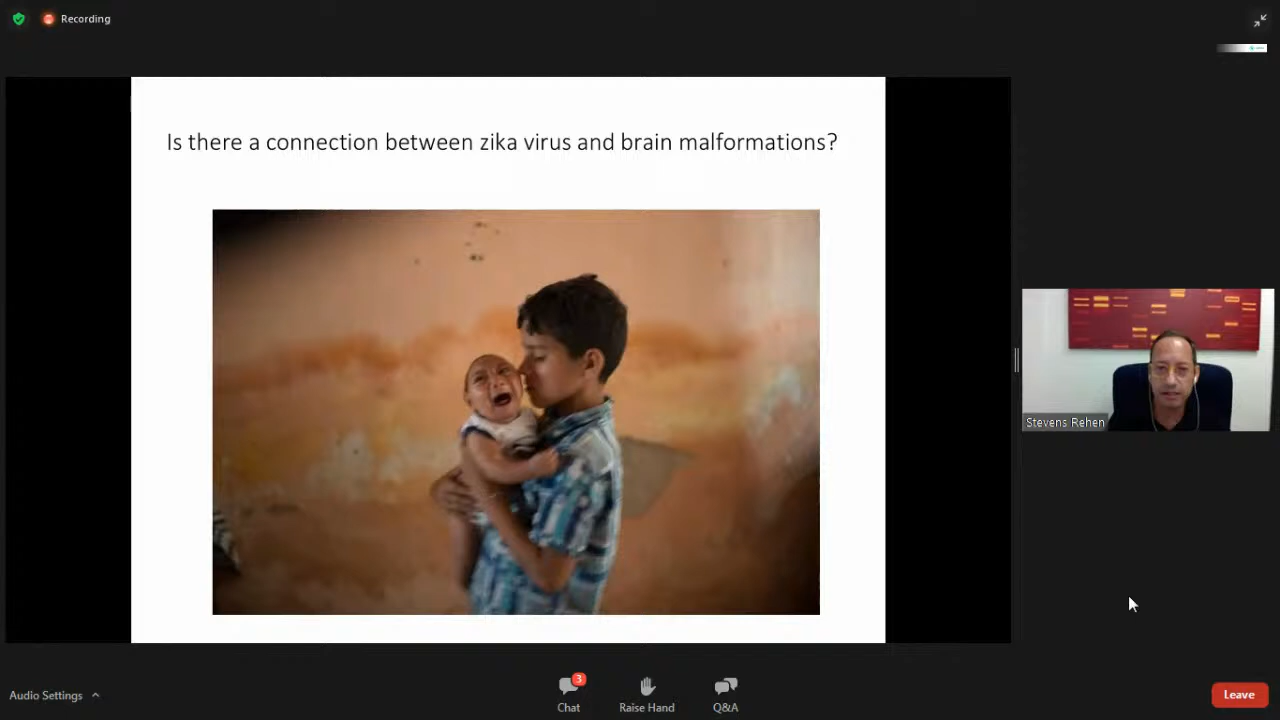 Recording
Is there a connection between zika virus and brain malformations?
Stevens Rehen
Audio Settings
3
Chat
Raise Hand
Q&A
Leave